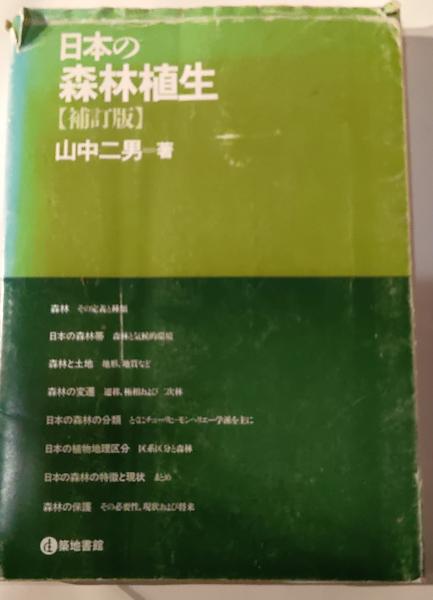 日本の
森林植生
【補訂版】
山中二男=著
森林 その定義と種類
日本の森林帯 森林と気候的環境
森林と土地 地形、地質など
森林の変遷 遷移、極相および二次林
日本の森林の分類 とくにチューリッヒ-モンペリエー学派を主に
日本の植物地理区分 区系区分と森林
日本の森林の特徴と現状 まとめ
森林の保護 その必要性、現状および将来
築地書館